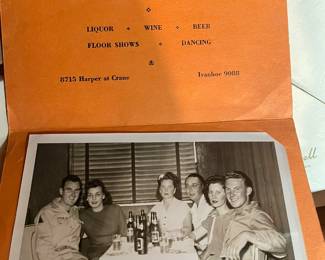 LIQUOR WINE BEER
FLOOR SHOWS DANCING
&
8715 Harper at Crane Ivanhoe 9088